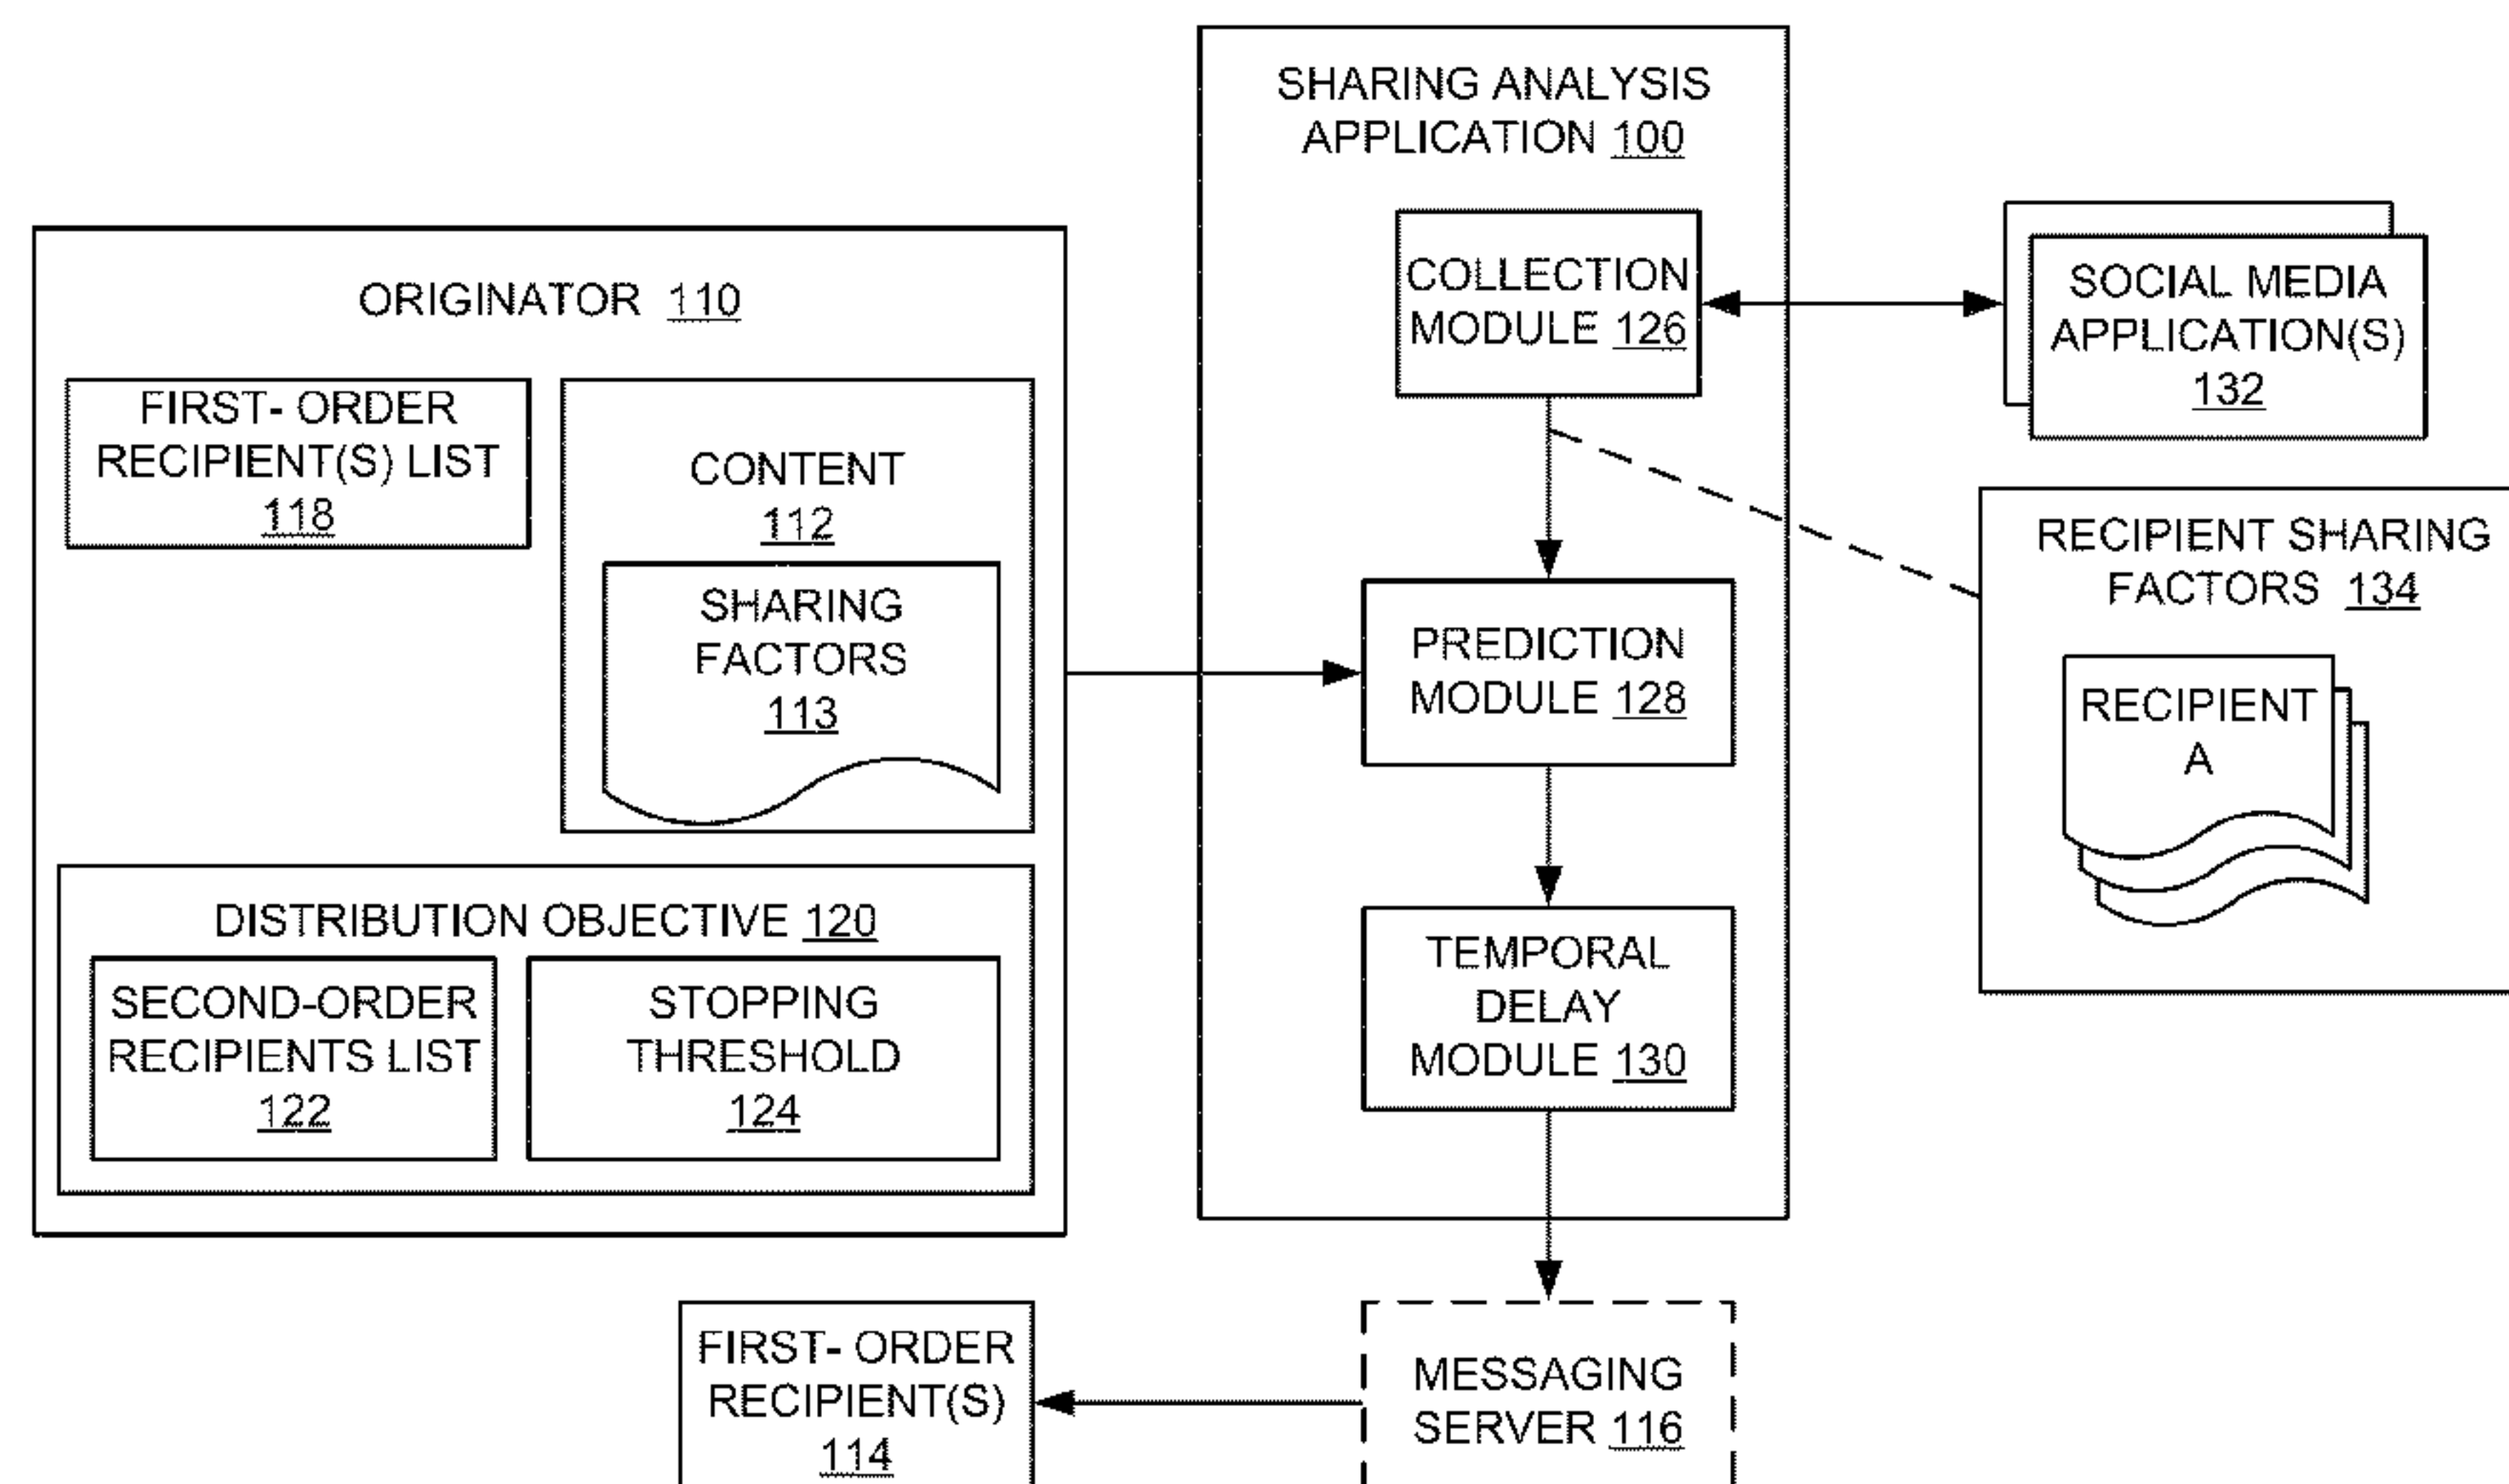 SHARING ANALYSIS
APPLICATION 100
COLLECTION
MODULE 126
SOCIAL MEDIA
APPLICATION(S)
132
ORIGINATOR 110
FIRST- ORDER
RECIPIENT(S) LIST
118
CONTENT
112
SHARING
FACTORS
113
RECIPIENT SHARING
FACTORS 134
RECIPIENT
A
PREDICTION
MODULE 128
DISTRIBUTION OBJECTIVE 120
SECOND-ORDER
RECIPIENTS LIST
122
STOPPING
THRESHOLD
124
TEMPORAL
DELAY
MODULE 130
FIRST- ORDER
RECIPIENT(S)
114
MESSAGING
SERVER 116